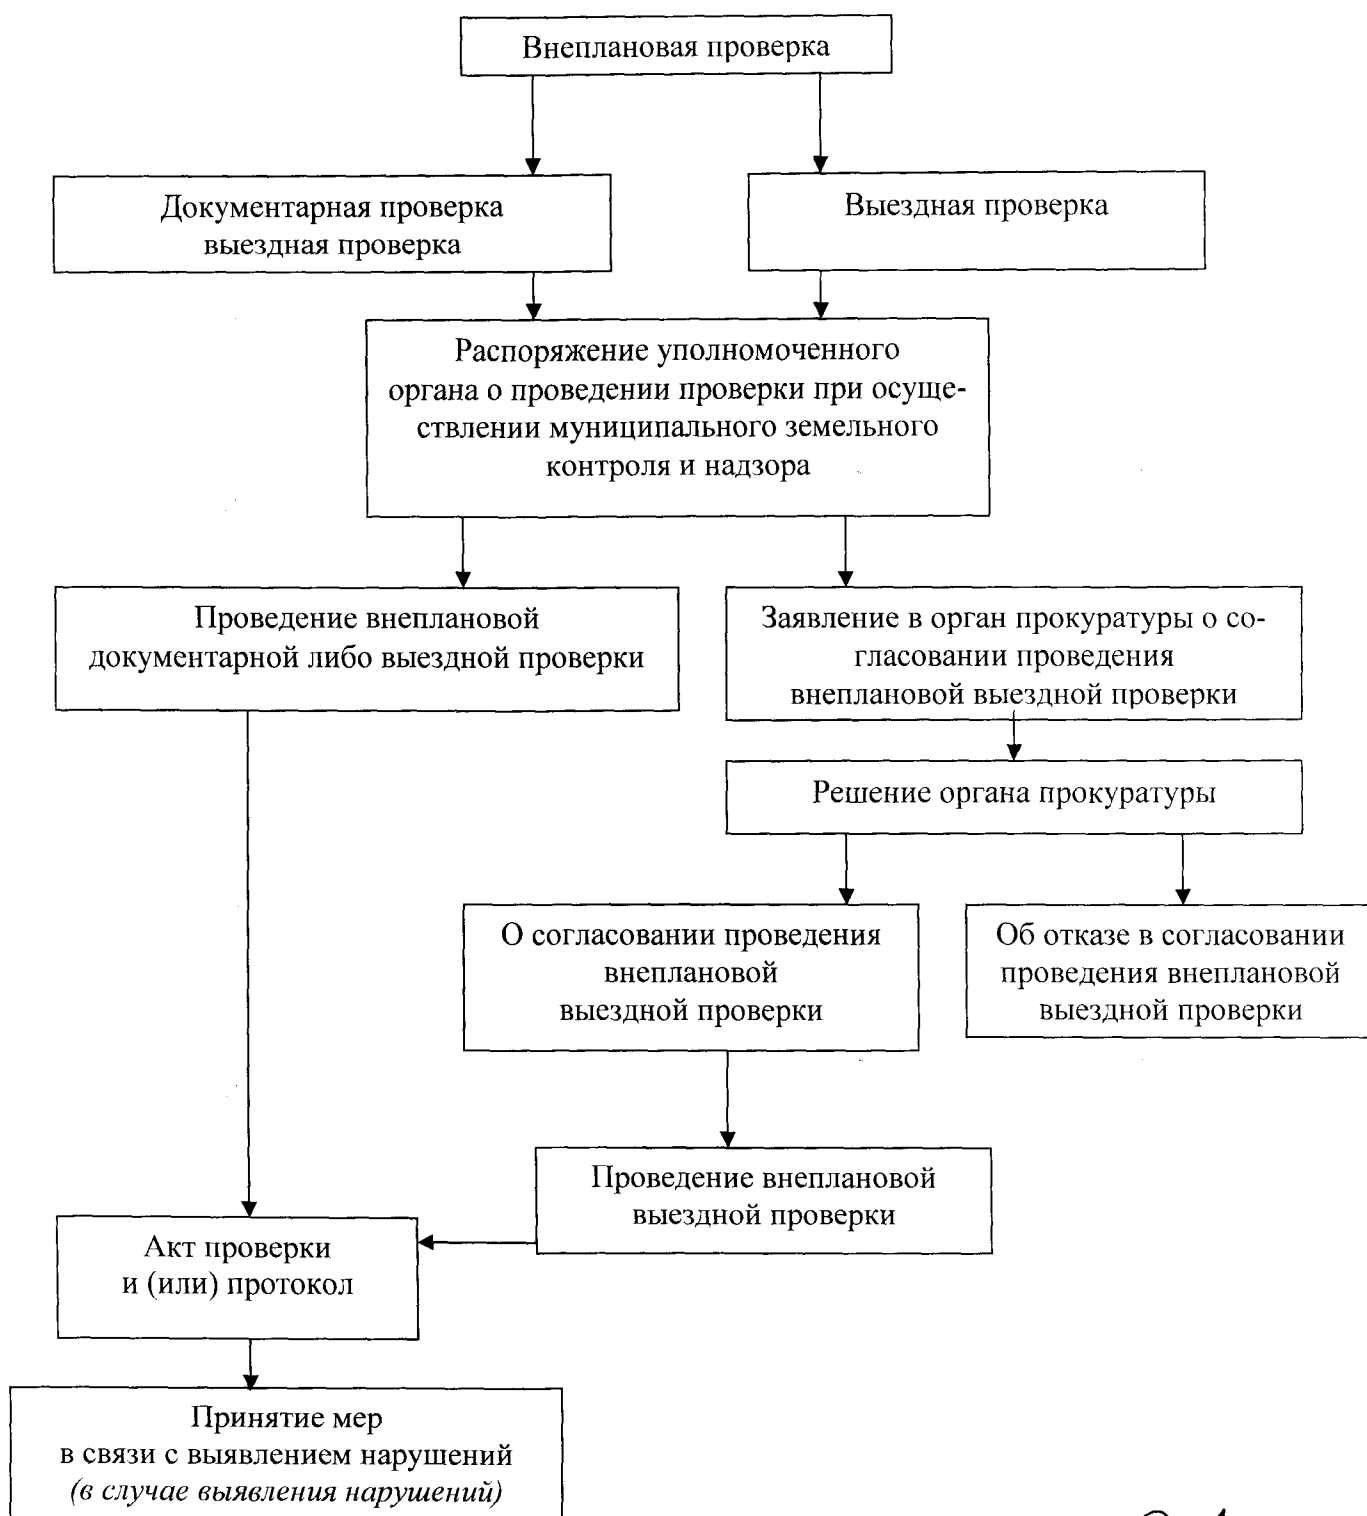 Внеплановая проверка
Документарная проверка
выездная проверка
Выездная проверка
Распоряжение уполномоченного
органа о проведении проверки при осуще-
ствлении муниципального земельного
контроля и надзора
Проведение внеплановой
документарной либо выездной проверки
Заявление в орган прокуратуры о со-
гласовании проведения
внеплановой выездной проверки
Решение органа прокуратуры
О согласовании проведения
внеплановой
выездной проверки
Об отказе в согласовании
проведения внеплановой
выездной проверки
Проведение внеплановой
выездной проверки
Акт проверки
и (или) протокол
Принятие мер
в связи с выявлением нарушений
(в случае выявления нарушений)